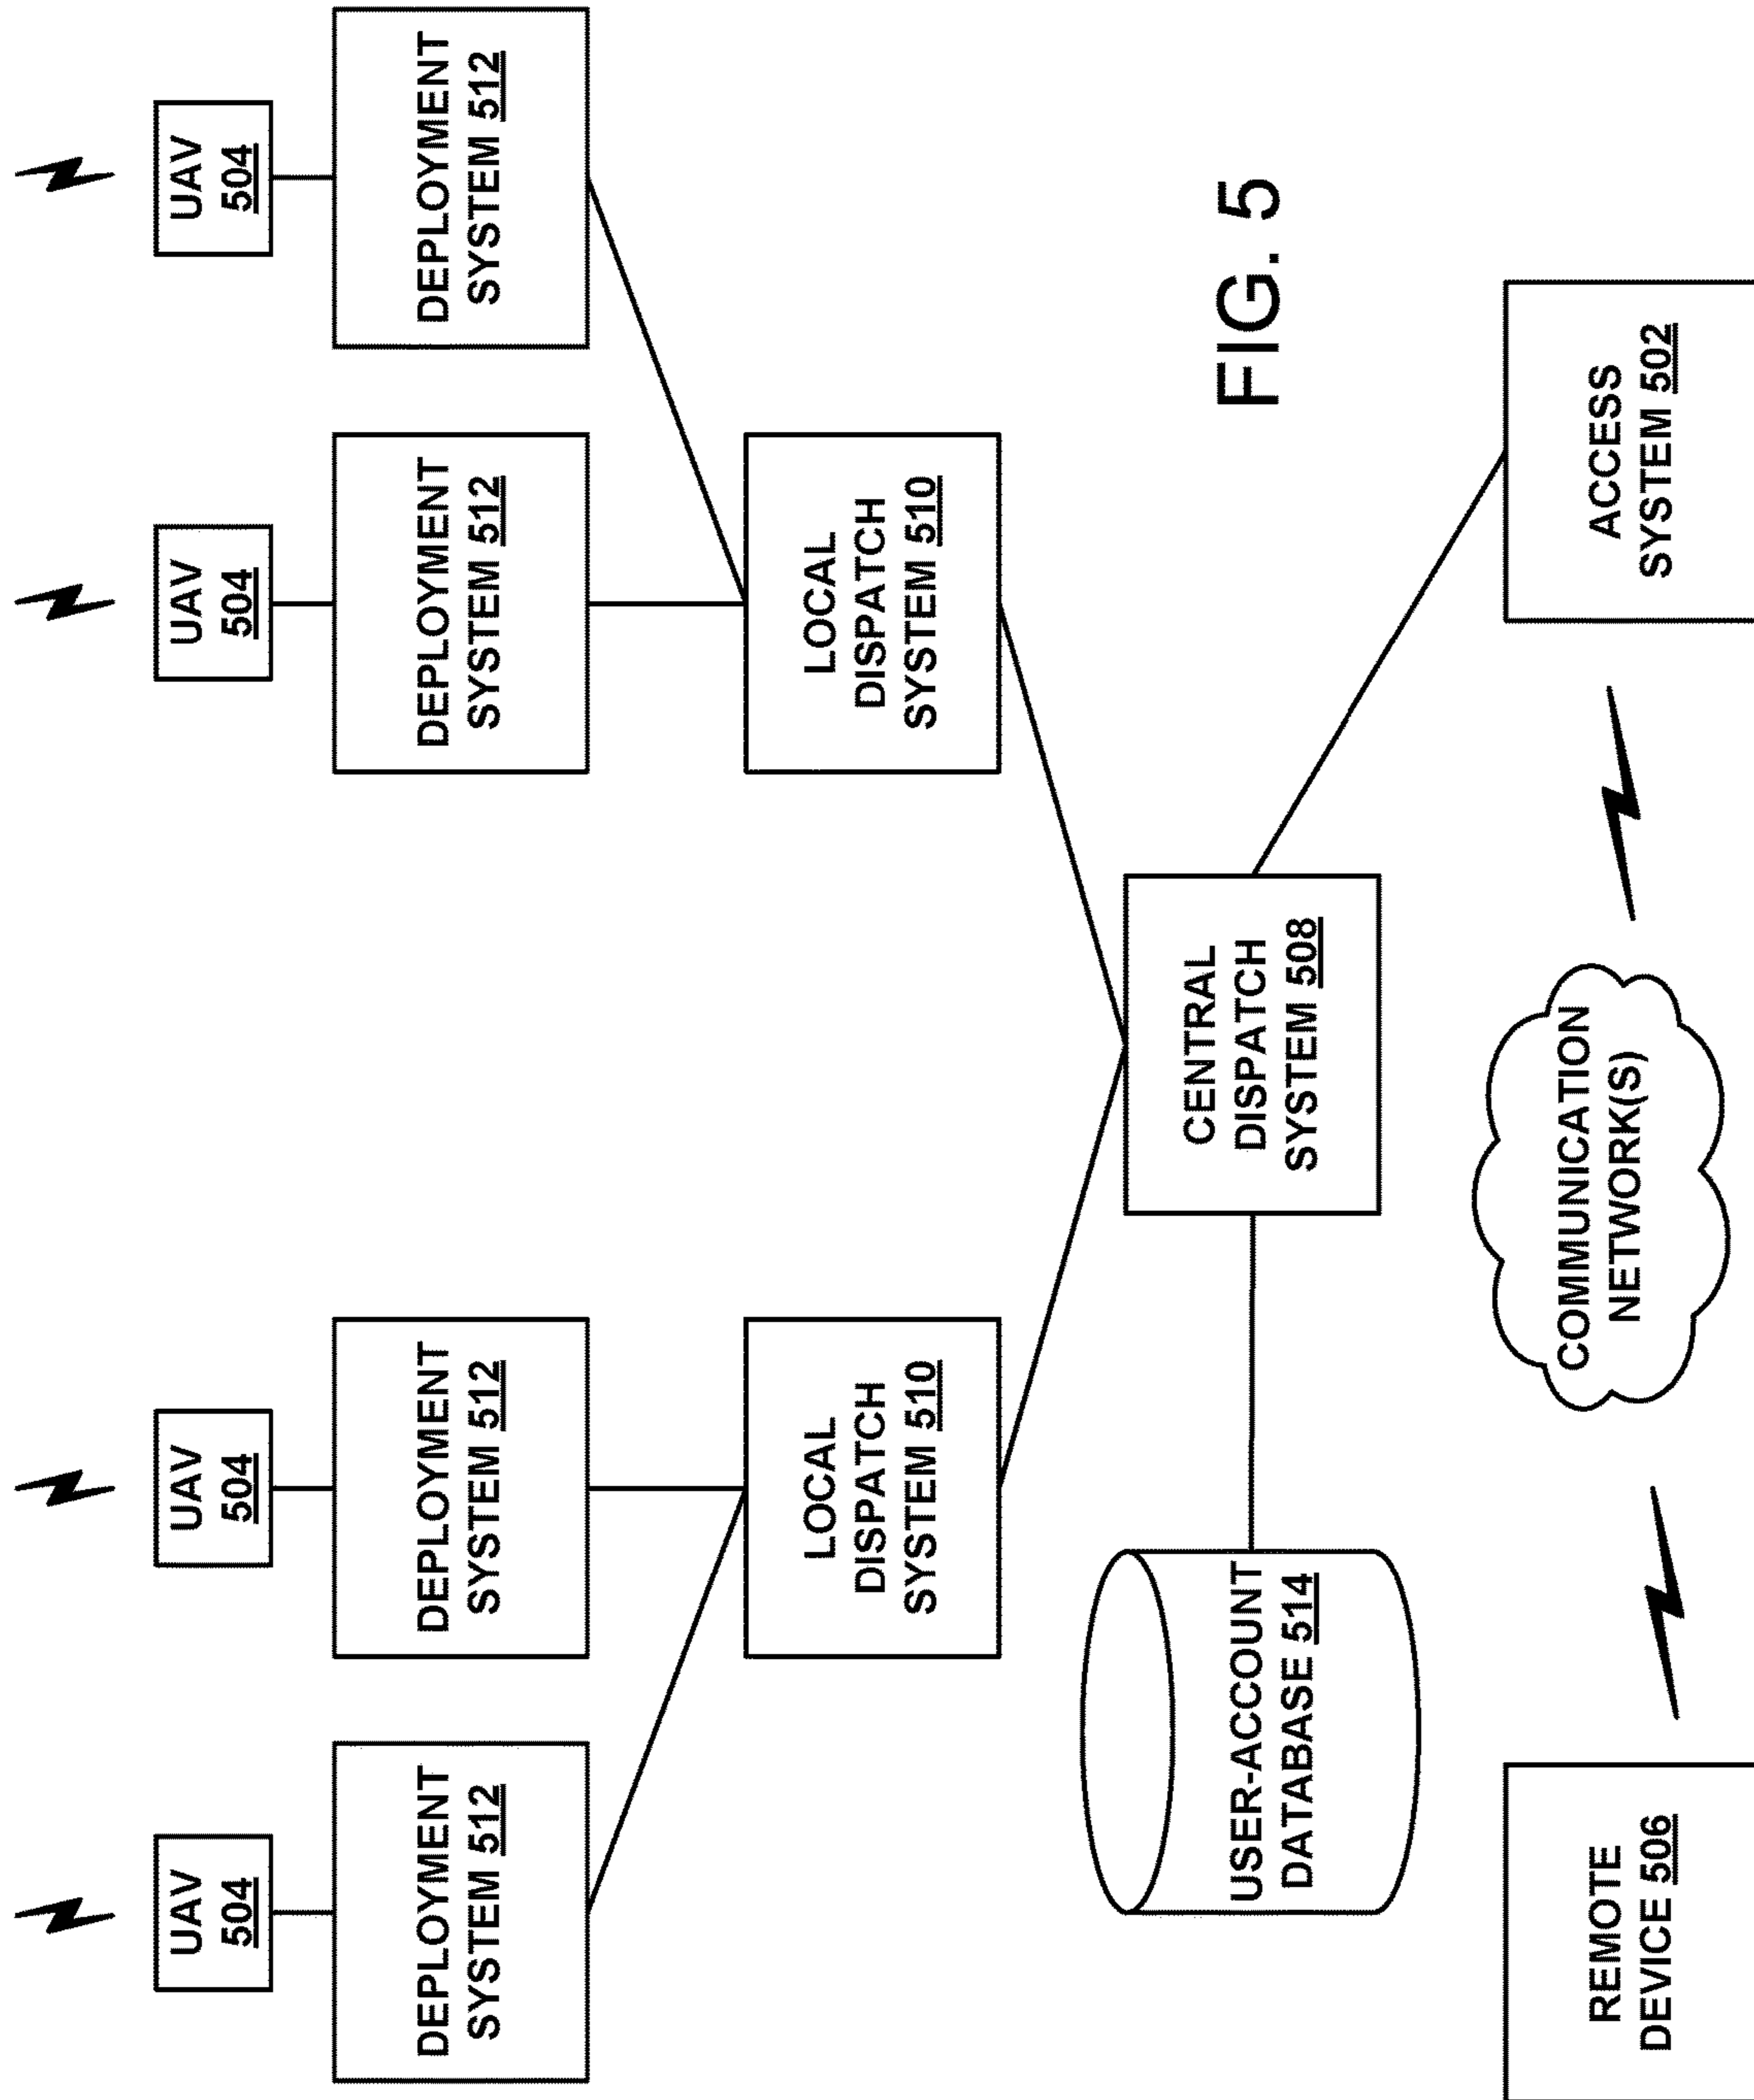 UAV
504
UAV
504
UAV
504
UAV
504
DEPLOYMENT
SYSTEM 512
DEPLOYMENT
SYSTEM 512
DEPLOYMENT
SYSTEM 512
DEPLOYMENT
SYSTEM 512
LOCAL
DISPATCH
SYSTEM 510
LOCAL
DISPATCH
SYSTEM 510
USER-ACCOUNT
DATABASE 514
CENTRAL
DISPATCH
SYSTEM 508
FIG. 5
REMOTE
DEVICE 506
COMMUNICATION
NETWORK(S)
ACCESS
SYSTEM 502